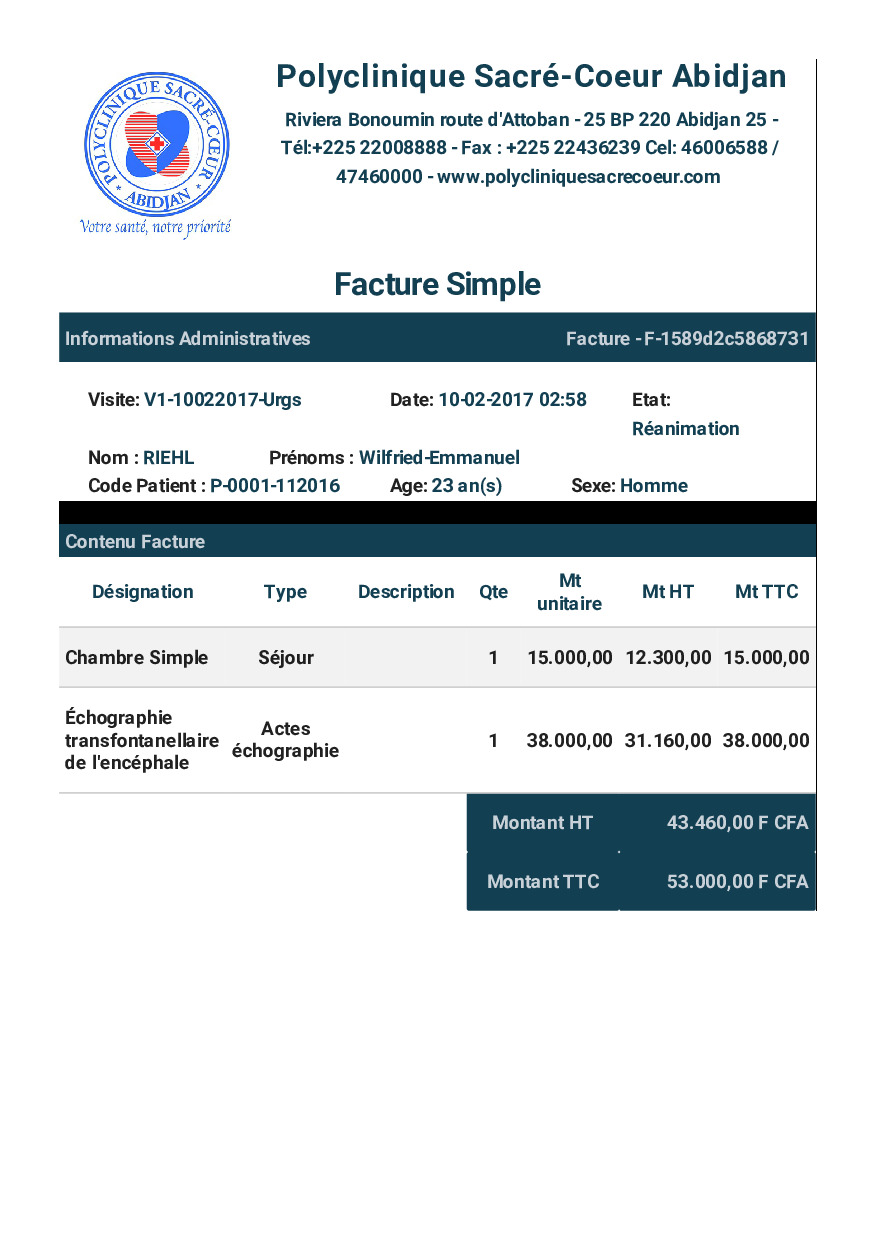 POLYCLINIQUE SACRÉ-CŒUR
* ABIDJAN *
Votre santé, notre priorité
Polyclinique Sacré-Coeur Abidjan
Riviera Bonoumin route d'Attoban - 25 BP 220 Abidjan 25 -
Tél:+225 22008888 - Fax : +225 22436239 Cel: 46006588 /
47460000 - www.polycliniquesacrecoeur.com
Facture Simple
Informations Administratives Facture - F-1589d2c5868731
Visite: V1-10022017-Urgs Date: 10-02-2017 02:58 Etat:
Réanimation
Nom : RIEHL Prénoms : Wilfried-Emmanuel
Code Patient : P-0001-112016 Age: 23 an(s) Sexe: Homme
Contenu Facture
Désignation Type Description Qte Mt unitaire Mt HT Mt TTC
Chambre Simple Séjour 1 15.000,00 12.300,00 15.000,00
Échographie
transfontanellaire
de l'encéphale
Actes
échographie
1 38.000,00 31.160,00 38.000,00
Montant HT 43.460,00 F CFA
Montant TTC 53.000,00 F CFA